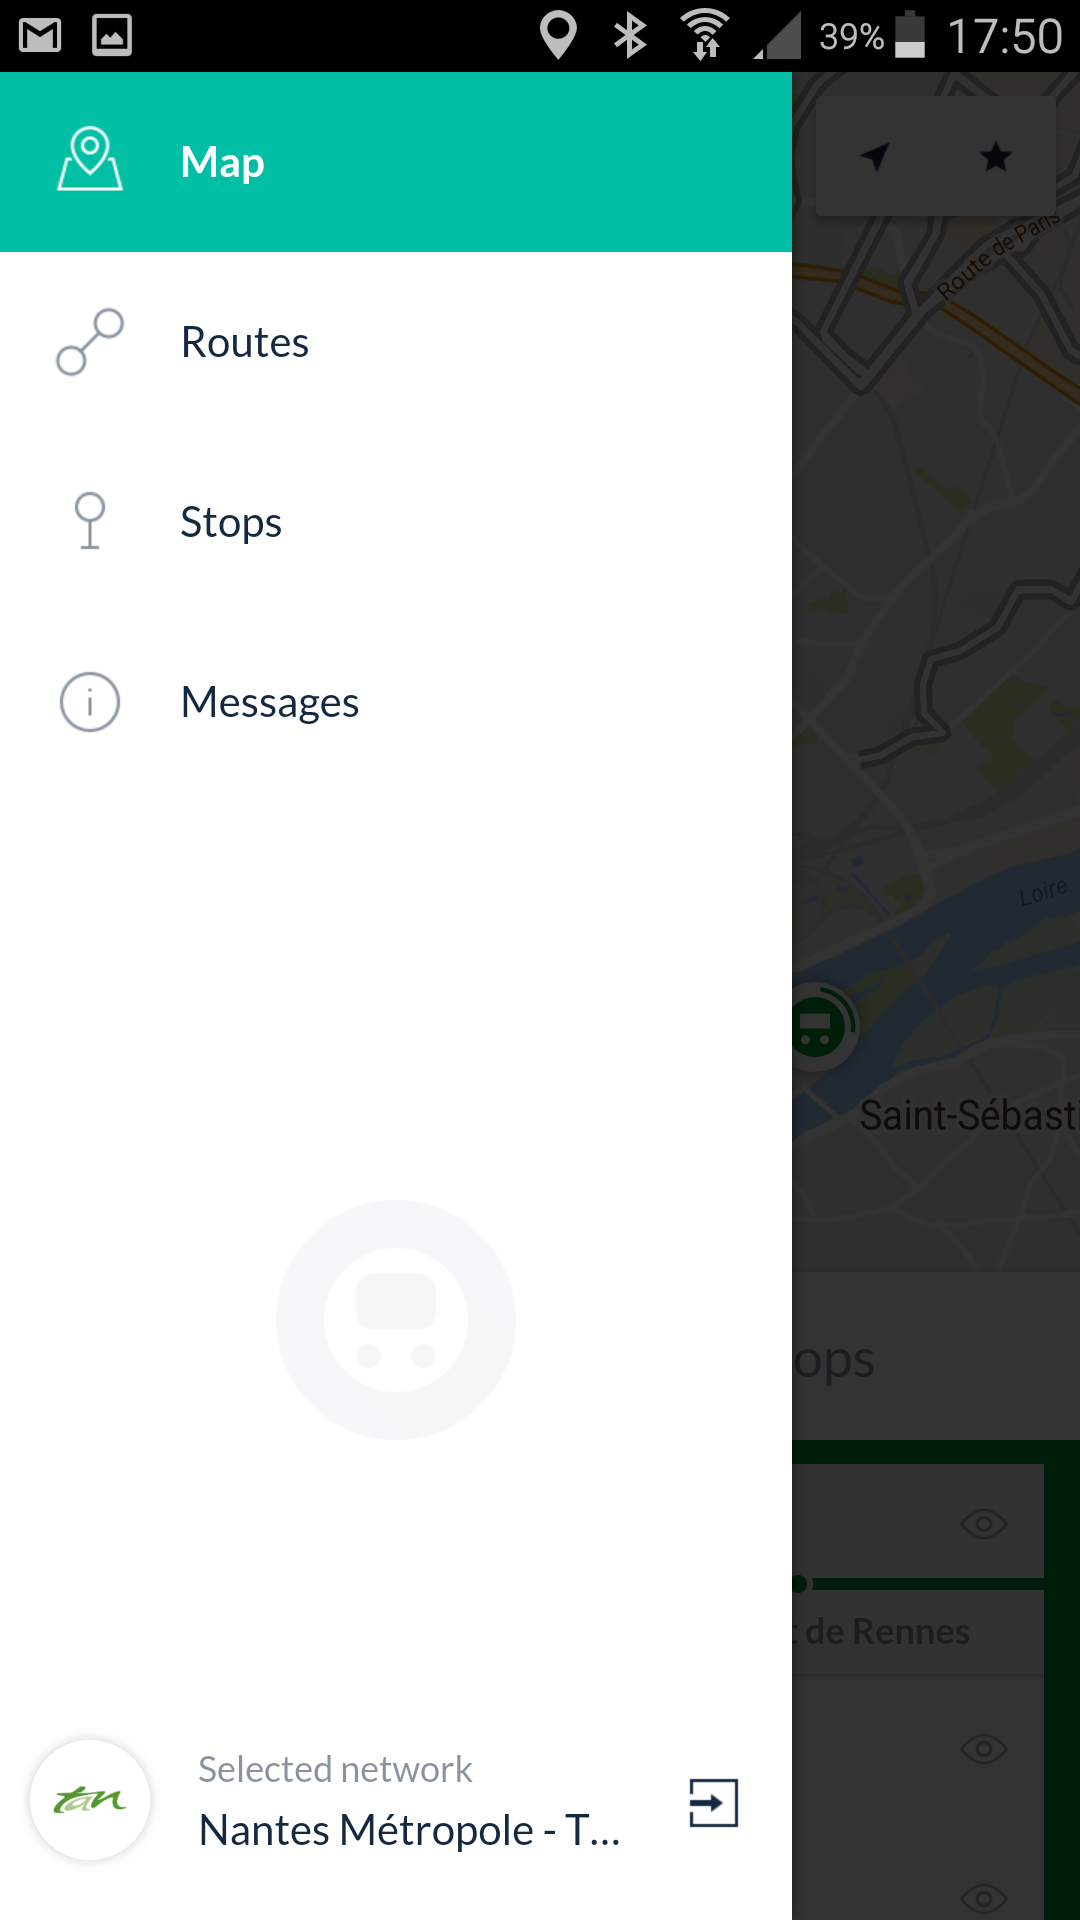 39% 17:50
Map
Route de Paris
Routes
Stops
Messages
Loire
Saint-Sébast
ops
de Rennes
Selected network
tan
Nantes Métropole - T...